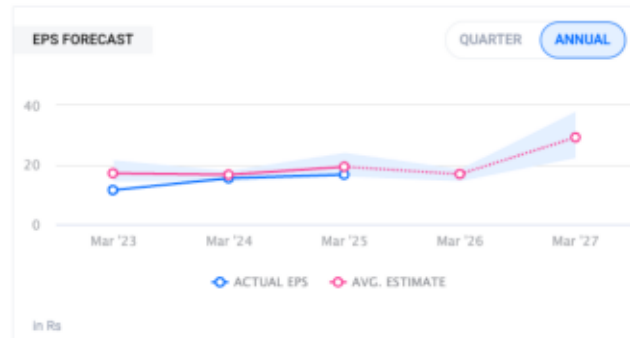 EPS FORECAST
QUARTER ANNUAL
40
20
0
Mar '23 Mar '24 Mar '25 Mar '26 Mar '27
ACTUAL EPS AVG. ESTIMATE
in Rs